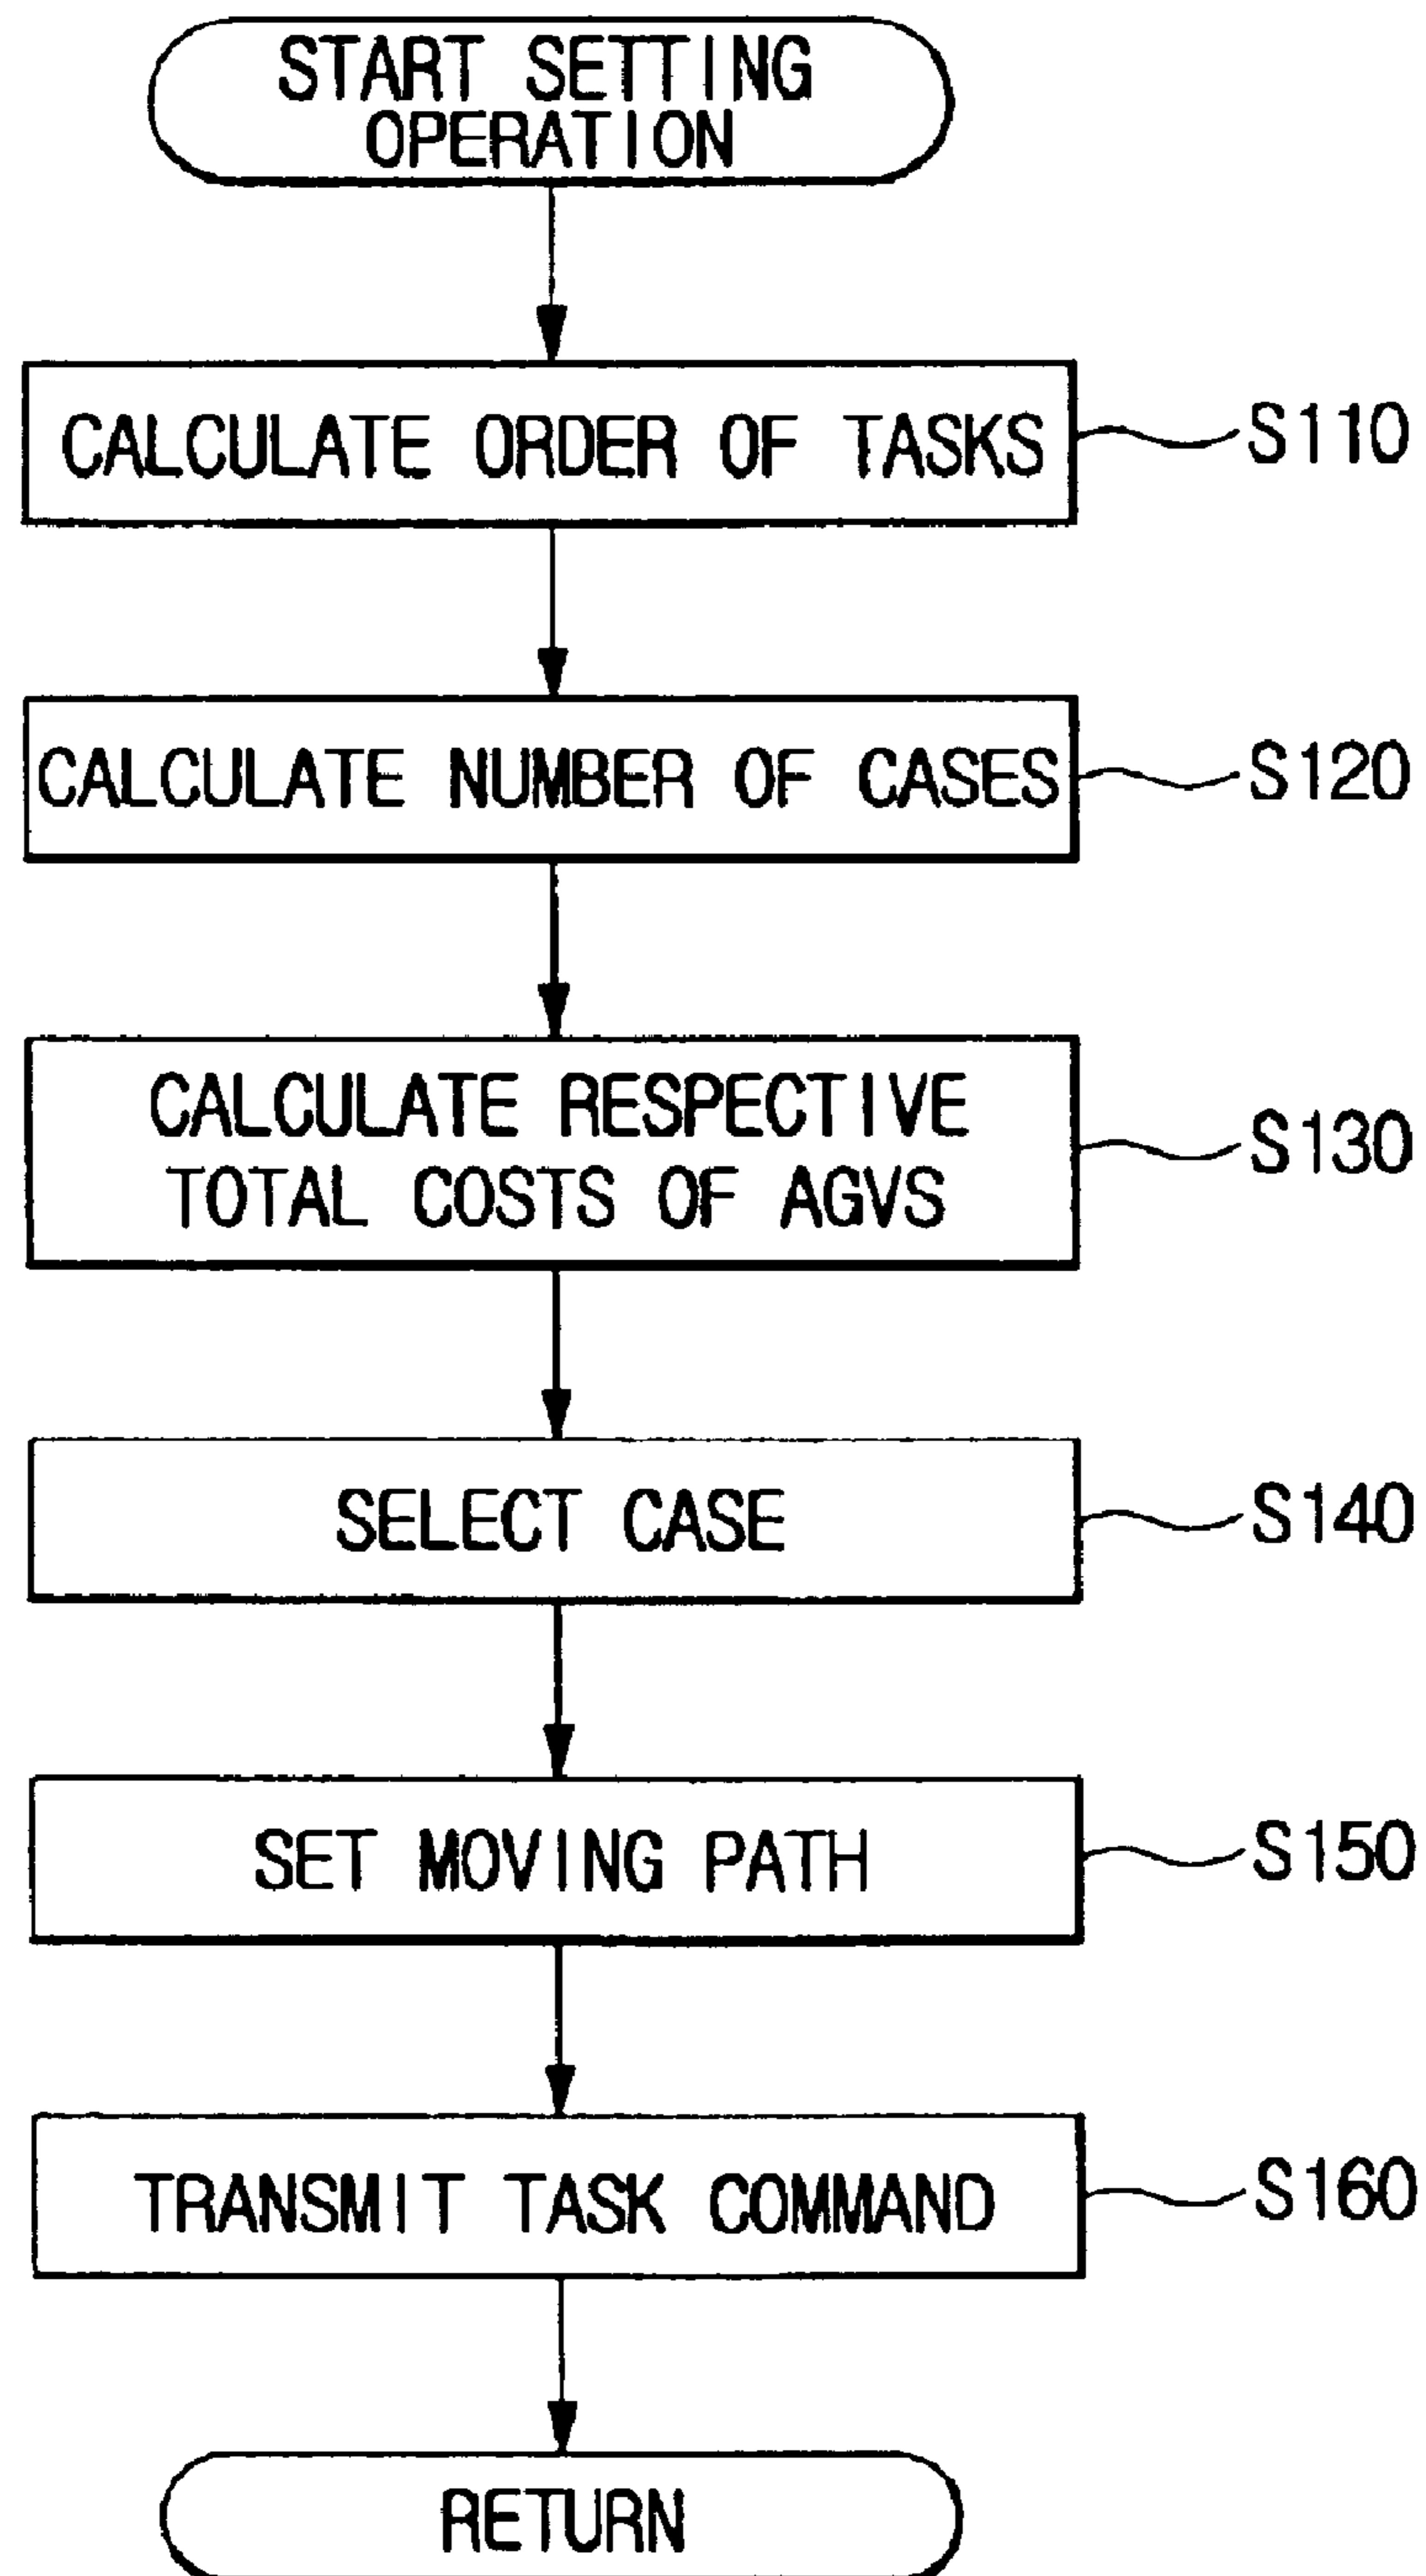 START SETTING
OPERATION
CALCULATE ORDER OF TASKS
S110
CALCULATE NUMBER OF CASES
S120
CALCULATE RESPECTIVE
TOTAL COSTS OF AGVS
S130
SELECT CASE
S140
SET MOVING PATH
S150
TRANSMIT TASK COMMAND
S160
RETURN